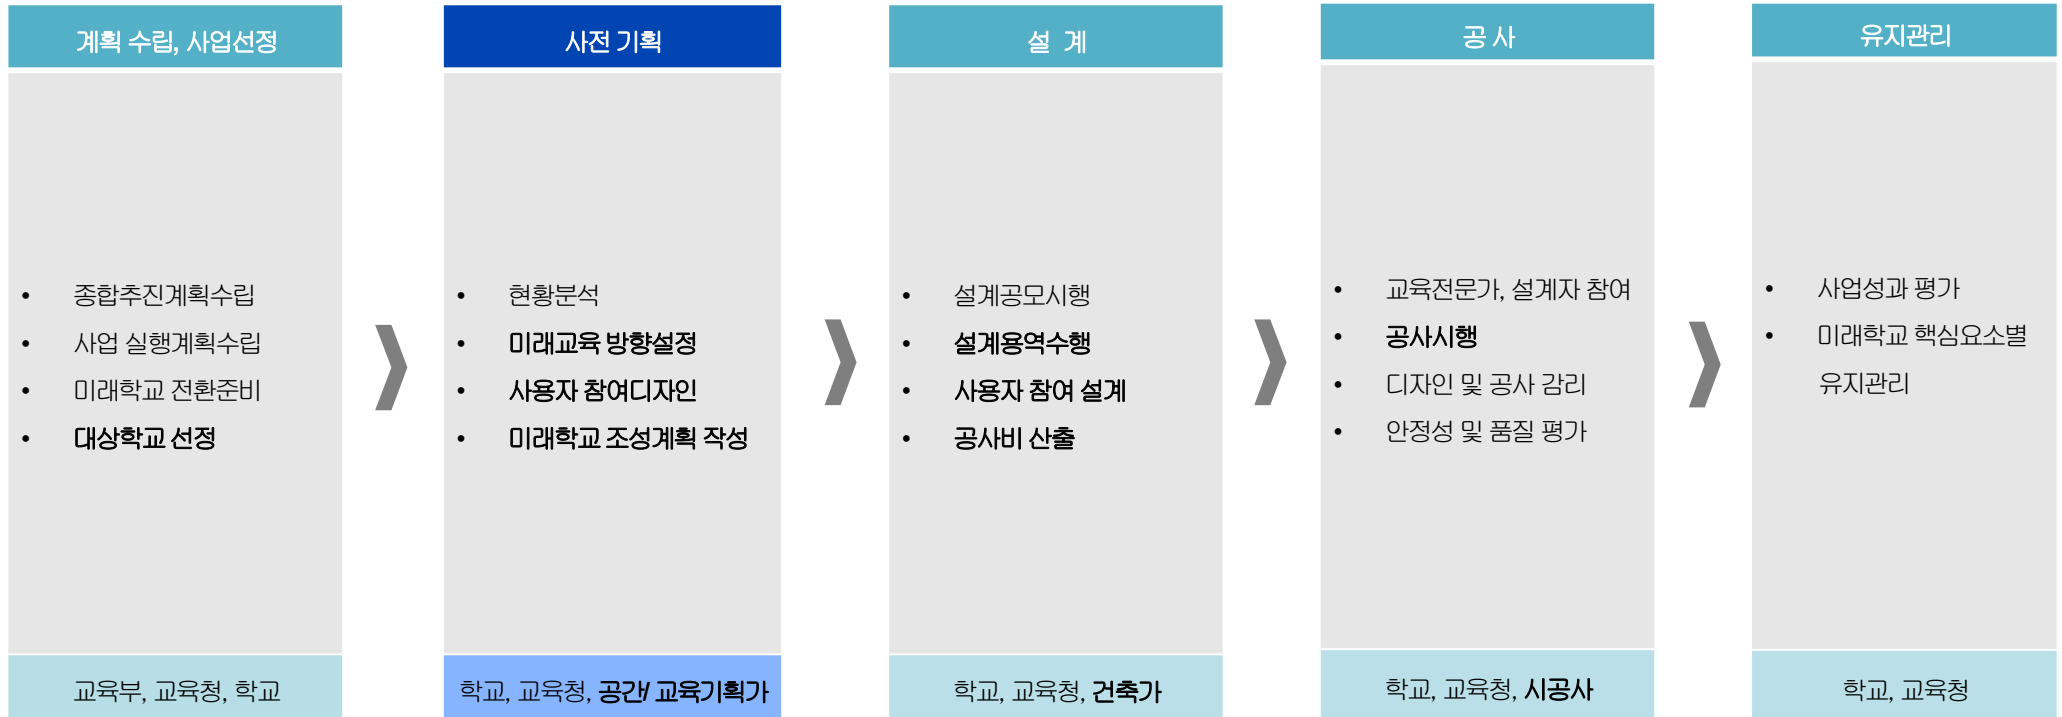 계획 수립, 사업선정
• 종합추진계획수립
• 사업 실행계획수립
• 미래학교 전환준비
• 대상학교 선정
교육부, 교육청, 학교
사전 기획
• 현황분석
• 미래교육 방향설정
• 사용자 참여디자인
• 미래학교 조성계획 작성
학교, 교육청, 공간/ 교육기획가
설 계
• 설계공모시행
• 설계용역수행
• 사용자 참여 설계
• 공사비 산출
학교, 교육청, 건축가
공 사
• 교육전문가, 설계자 참여
• 공사시행
• 디자인 및 공사 감리
• 안정성 및 품질 평가
학교, 교육청, 시공사
유지관리
• 사업성과 평가
• 미래학교 핵심요소별
유지관리
학교, 교육청